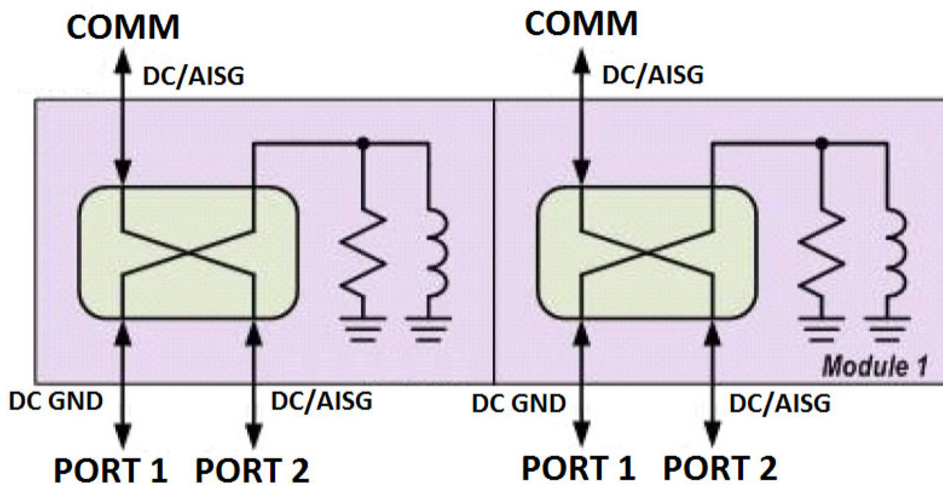 COMM COMM
DC/AISG DC/AISG
Module 1
DC GND DC/AISG DC GND DC/AISG
PORT 1 PORT 2 PORT 1 PORT 2